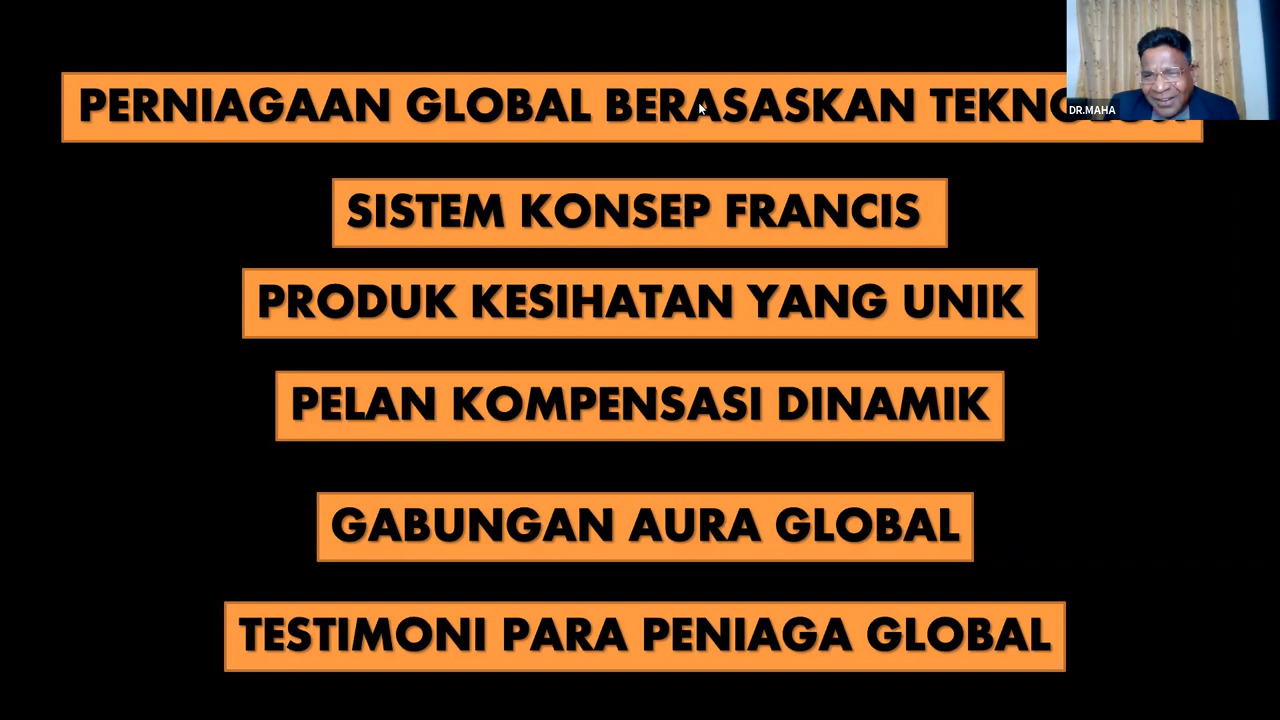 PERNIAGAAN GLOBAL BERASASKAN
DR.MAHA
SISTEM KONSEP FRANCIS
PRODUK KESIHATAN YANG UNIK
PELAN KOMPENSASI DINAMIK
GABUNGAN AURA GLOBAL
TESTIMONI PARA PENIAGA GLOBAL